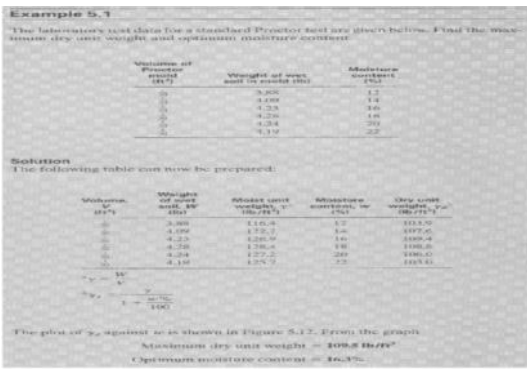 Example 5.1
The laboratory test data for a standard Proctor test are given below. Find the max-
imum dry unit weight and optimum moisture content.
Volume of
Proctor
mold
(ft³)
Weight of wet
soil in mold (lb)
Moisture
content
(%)
3.88 12
4.09 14
4.23 16
4.28 18
4.24 20
4.19 22
Solution
The following table can now be prepared:
Volume,
V
(ft³)
Weight
of wet
soil, W
(lb)
Moist unit
weight, γ
(lb/ft³)
Moisture
content, w
(%)
Dry unit
weight, γd
(lb/ft³)
3.88 116.4 12 103.9
4.09 122.7 14 107.6
4.23 126.9 16 109.4
4.28 128.4 18 108.8
4.24 127.2 20 106.0
4.19 125.7 22 103.0
γ = W
V
γ
1 + w %
100
The plot of γd against w is shown in Figure 5.17. From the graph
Maximum dry unit weight = 109.5 lb/ft³
Optimum moisture content = 16.3%